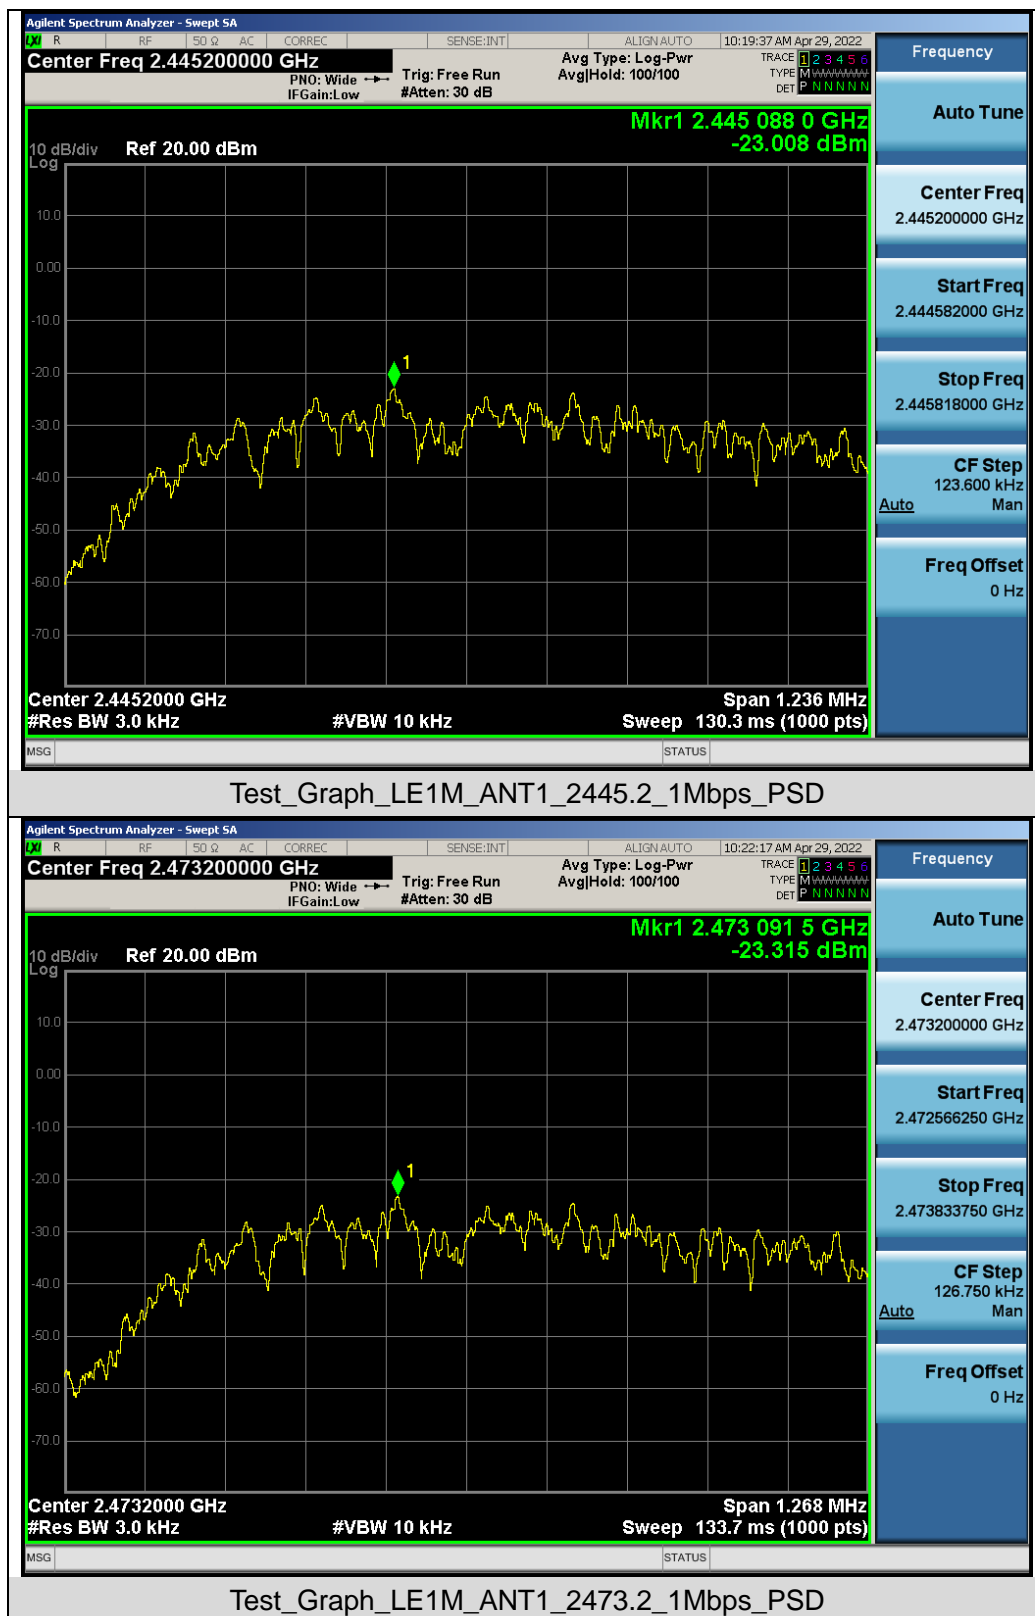 Agilent Spectrum Analyzer - Swept SA
LXI R RF 50 Ω AC CORREC SENSE:INT ALIGNAUTO 10:19:37 AM Apr 29, 2022
Center Freq 2.445200000 GHz
PNO: Wide
IFGain:Low
Trig: Free Run
#Atten: 30 dB
Avg Type: Log-Pwr
Avg|Hold: 100/100
TRACE 1 2 3 4 5 6
TYPE M
DET P N N N N N
Mkr1 2.445 088 0 GHz
-23.008 dBm
10 dB/div Ref 20.00 dBm
Log
10.0
0.00
-10.0
-20.0
-30.0
-40.0
-50.0
-60.0
-70.0
1
Center 2.4452000 GHz Span 1.236 MHz
#Res BW 3.0 kHz #VBW 10 kHz Sweep 130.3 ms (1000 pts)
MSG STATUS
Frequency
Auto Tune
Center Freq
2.445200000 GHz
Start Freq
2.444582000 GHz
Stop Freq
2.445818000 GHz
CF Step
123.600 kHz
Auto Man
Freq Offset
0 Hz
Test_Graph_LE1M_ANT1_2445.2_1Mbps_PSD
Agilent Spectrum Analyzer - Swept SA
LXI R RF 50 Ω AC CORREC SENSE:INT ALIGNAUTO 10:22:17 AM Apr 29, 2022
Center Freq 2.473200000 GHz
PNO: Wide
IFGain:Low
Trig: Free Run
#Atten: 30 dB
Avg Type: Log-Pwr
Avg|Hold: 100/100
TRACE 1 2 3 4 5 6
TYPE M
DET P N N N N N
Mkr1 2.473 091 5 GHz
-23.315 dBm
10 dB/div Ref 20.00 dBm
Log
10.0
0.00
-10.0
-20.0
-30.0
-40.0
-50.0
-60.0
-70.0
1
Center 2.4732000 GHz Span 1.268 MHz
#Res BW 3.0 kHz #VBW 10 kHz Sweep 133.7 ms (1000 pts)
MSG STATUS
Frequency
Auto Tune
Center Freq
2.473200000 GHz
Start Freq
2.472566250 GHz
Stop Freq
2.473833750 GHz
CF Step
126.750 kHz
Auto Man
Freq Offset
0 Hz
Test_Graph_LE1M_ANT1_2473.2_1Mbps_PSD